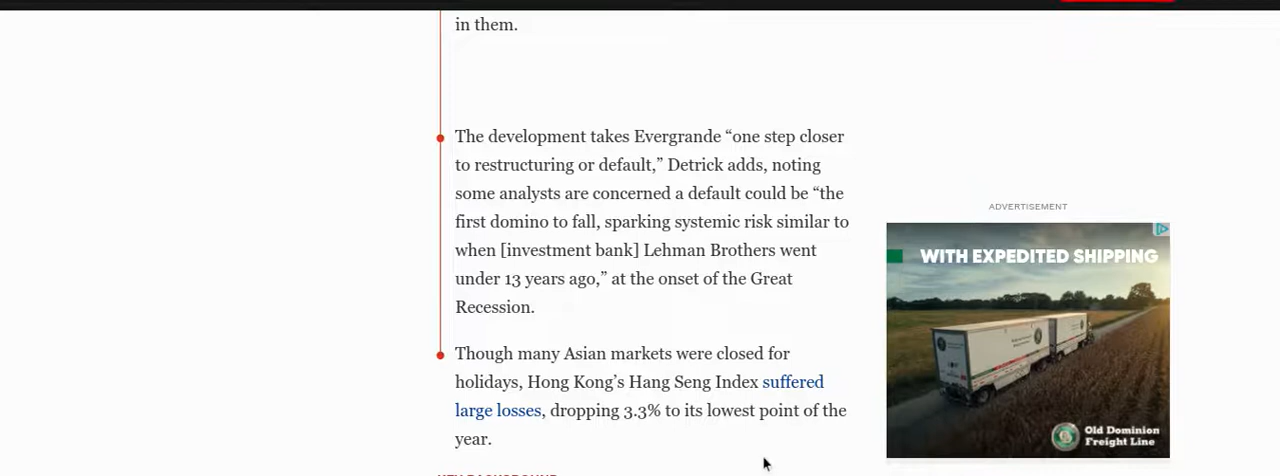 in them.
The development takes Evergrande “one step closer
to restructuring or default,” Detrick adds, noting
some analysts are concerned a default could be “the
first domino to fall, sparking systemic risk similar to
when [investment bank] Lehman Brothers went
under 13 years ago,” at the onset of the Great
Recession.
Though many Asian markets were closed for
holidays, Hong Kong’s Hang Seng Index suffered
large losses, dropping 3.3% to its lowest point of the
year.
ADVERTISEMENT
WITH EXPEDITED SHIPPING
Old Dominion
Freight Line